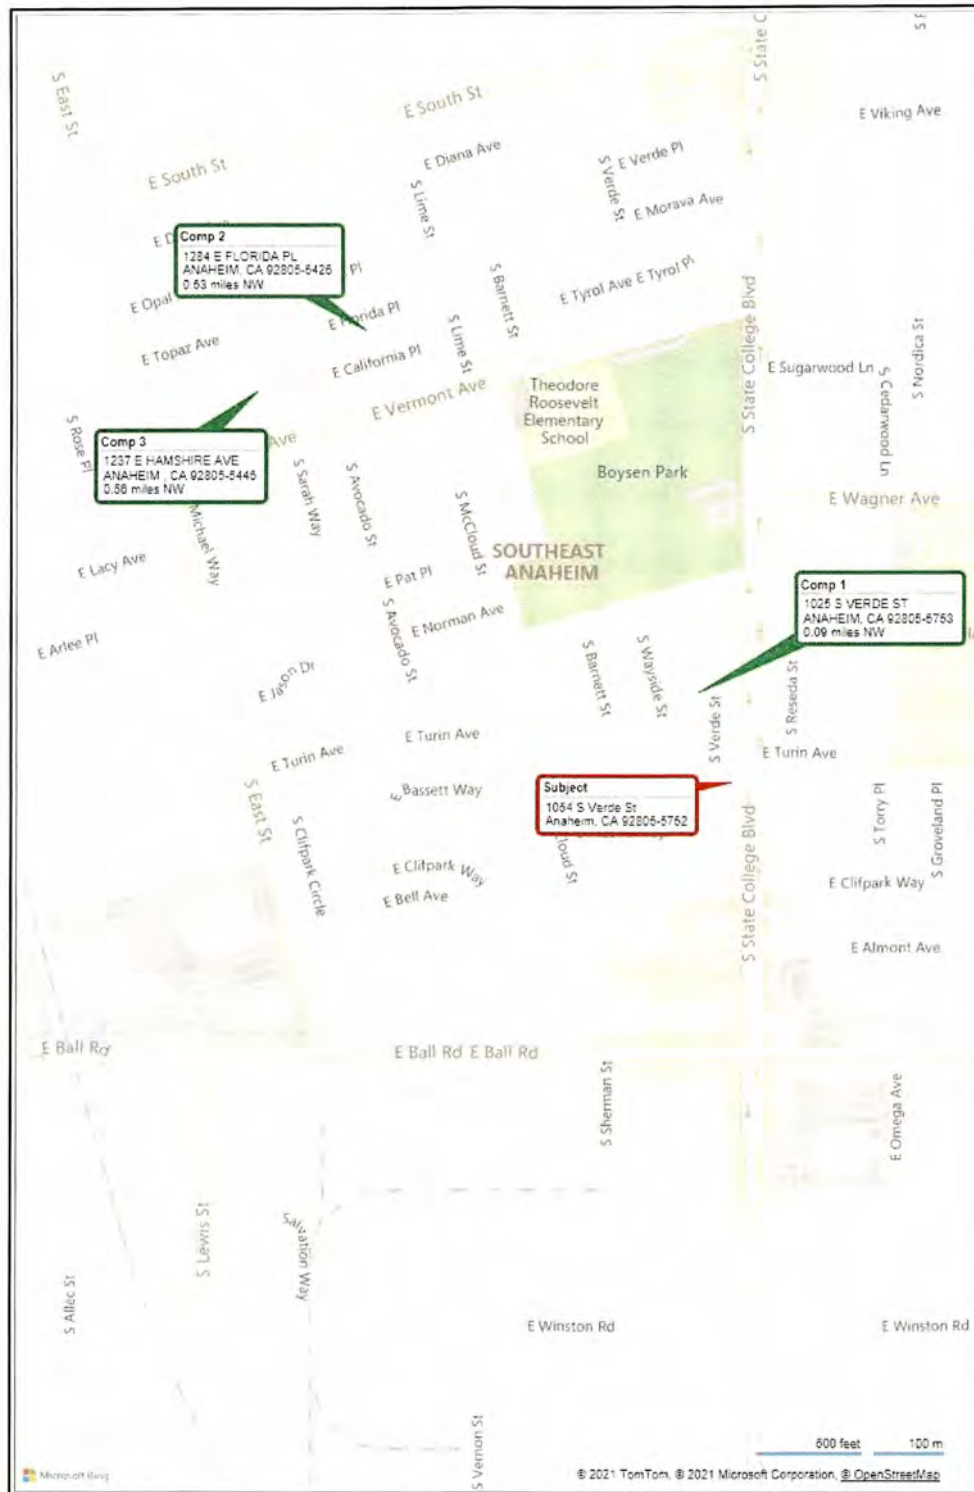 S East St
E South St
S State C
E Viking Ave
E South St
E Diana Ave
S Verde St
E Verde Pl
E Morava Ave
S Lime St
Comp 2
1284 E FLORIDA PL
ANAHEIM, CA 92805-5425
0.53 miles NW
E Opal
Pl
E Florida Pl
S Barnett St
E Tyrol Ave E Tyrol Pl
S State College Blvd
E Topaz Ave
E California Pl
S Lime St
E Vermont Ave
Theodore
Roosevelt
Elementary
School
E Sugarwood Ln
S Cedarwood Ln
S Nordica St
S Rose Pl
Comp 3
1237 E HAMSHIRE AVE
ANAHEIM , CA 92805-5445
0.56 miles NW
Ave
S Sarah Way
S Avocado St
Boysen Park
S McCloud St
E Wagner Ave
Michael Way
SOUTHEAST
ANAHEIM
E Lacy Ave
E Pat Pl
S Avocado St
E Norman Ave
Comp 1
1025 S VERDE ST
ANAHEIM, CA 92805-5753
0.09 miles NW
E Arlee Pl
E Jason Dr
S Barnett St
S Wayside St
S Verde St
S Reseda St
E Turin Ave
E Turin Ave
E Turin Ave
S East St
E Bassett Way
Subject
1054 S Verde St
Anaheim, CA 92805-5752
S Torry Pl
S Groveland Pl
S Clifpark Circle
E Clifpark Way
cloud St
S State College Blvd
E Clifpark Way
E Bell Ave
E Almont Ave
E Ball Rd
E Ball Rd E Ball Rd
S Sherman St
E Omega Ave
S Lewis St
Salvation Way
S Allec St
E Winston Rd
E Winston Rd
S Vernon St
500 feet
100 m
Microsoft Bing
© 2021 TomTom, © 2021 Microsoft Corporation, © OpenStreetMap